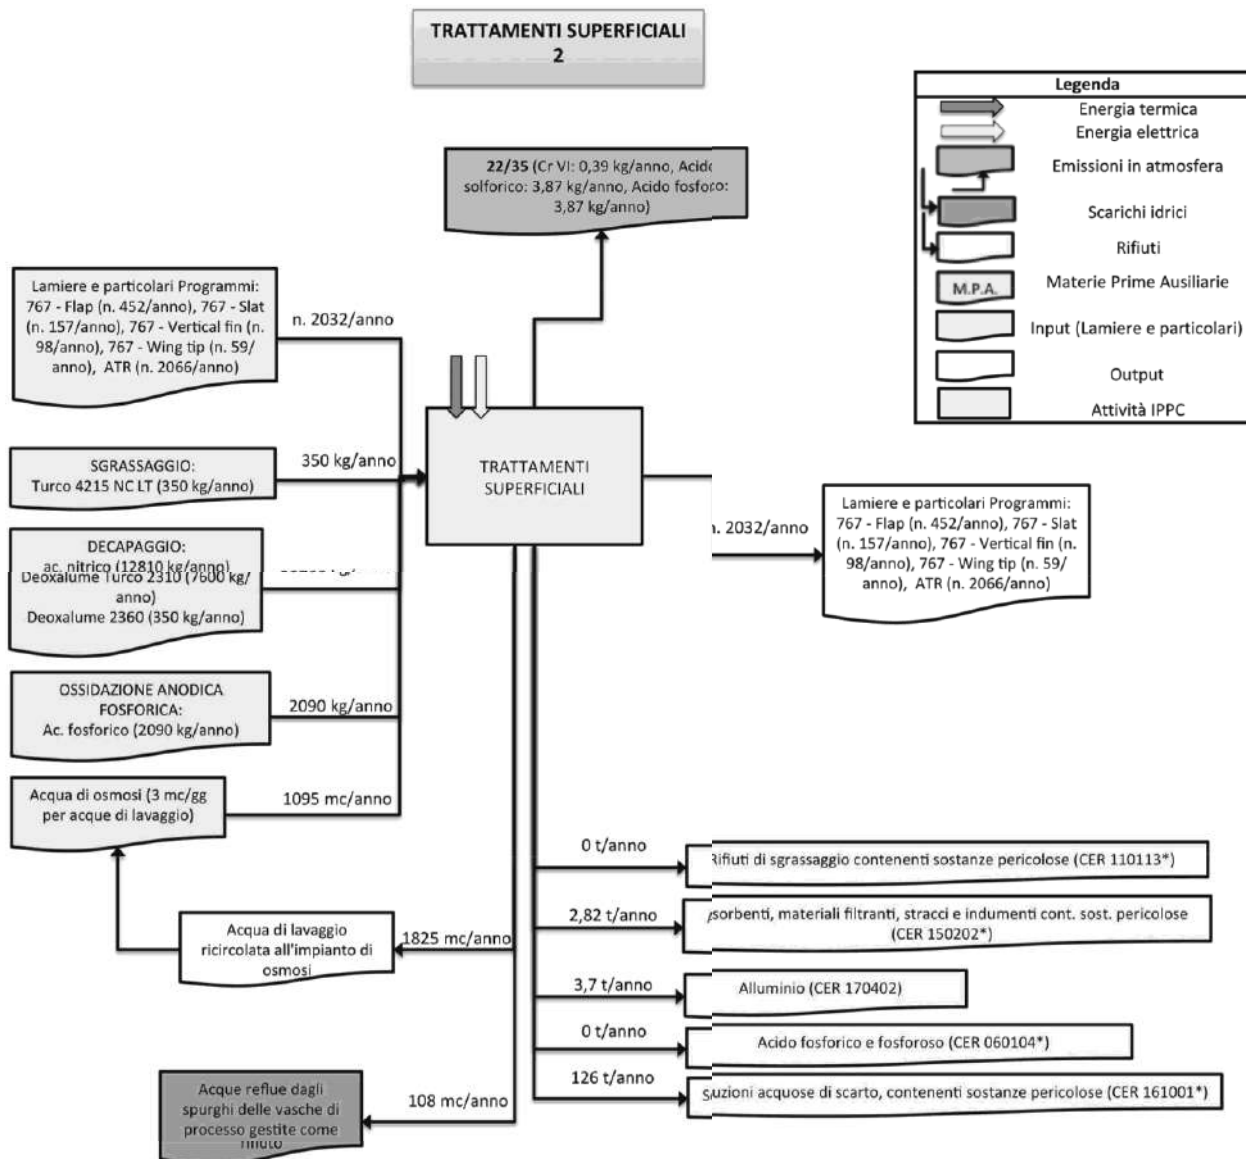 TRATTAMENTI SUPERFICIALI
2
Legenda
Energia termica
Energia elettrica
Emissioni in atmosfera
Scarichi idrici
Rifiuti
M.P.A.
Materie Prime Ausiliarie
Input (Lamiere e particolari)
Output
Attività IPPC
22/35 (Cr VI: 0,39 kg/anno, Acido
solforico: 3,87 kg/anno, Acido fosforo:
3,87 kg/anno)
Lamiere e particolari Programmi:
767 - Flap (n. 452/anno), 767 - Slat
(n. 157/anno), 767 - Vertical fin (n.
98/anno), 767 - Wing tip (n. 59/
anno), ATR (n. 2066/anno)
n. 2032/anno
SGRASSAGGIO:
Turco 4215 NC LT (350 kg/anno)
350 kg/anno
TRATTAMENTI
SUPERFICIALI
n. 2032/anno
Lamiere e particolari Programmi:
767 - Flap (n. 452/anno), 767 - Slat
(n. 157/anno), 767 - Vertical fin (n.
98/anno), 767 - Wing tip (n. 59/
anno), ATR (n. 2066/anno)
DECAPAGGIO:
ac. nitrico (12810 kg/anno)
Deoxalume Turco 2310 (7600 kg/
anno)
Deoxalume 2360 (350 kg/anno)
OSSIDAZIONE ANODICA
FOSFORICA:
Ac. fosforico (2090 kg/anno)
2090 kg/anno
Acqua di osmosi (3 mc/gg
per acque di lavaggio)
1095 mc/anno
Acqua di lavaggio
ricircolata all'impianto di
osmosi
1825 mc/anno
Acque reflue dagli
spurghi delle vasche di
processo gestite come
rifiuto
108 mc/anno
0 t/anno
Rifiuti di sgrassaggio contenenti sostanze pericolose (CER 110113*)
2,82 t/anno
sorbenti, materiali filtranti, stracci e indumenti cont. sost. pericolose
(CER 150202*)
3,7 t/anno
Alluminio (CER 170402)
0 t/anno
Acido fosforico e fosforoso (CER 060104*)
126 t/anno
uzioni acquose di scarto, contenenti sostanze pericolose (CER 161001*)